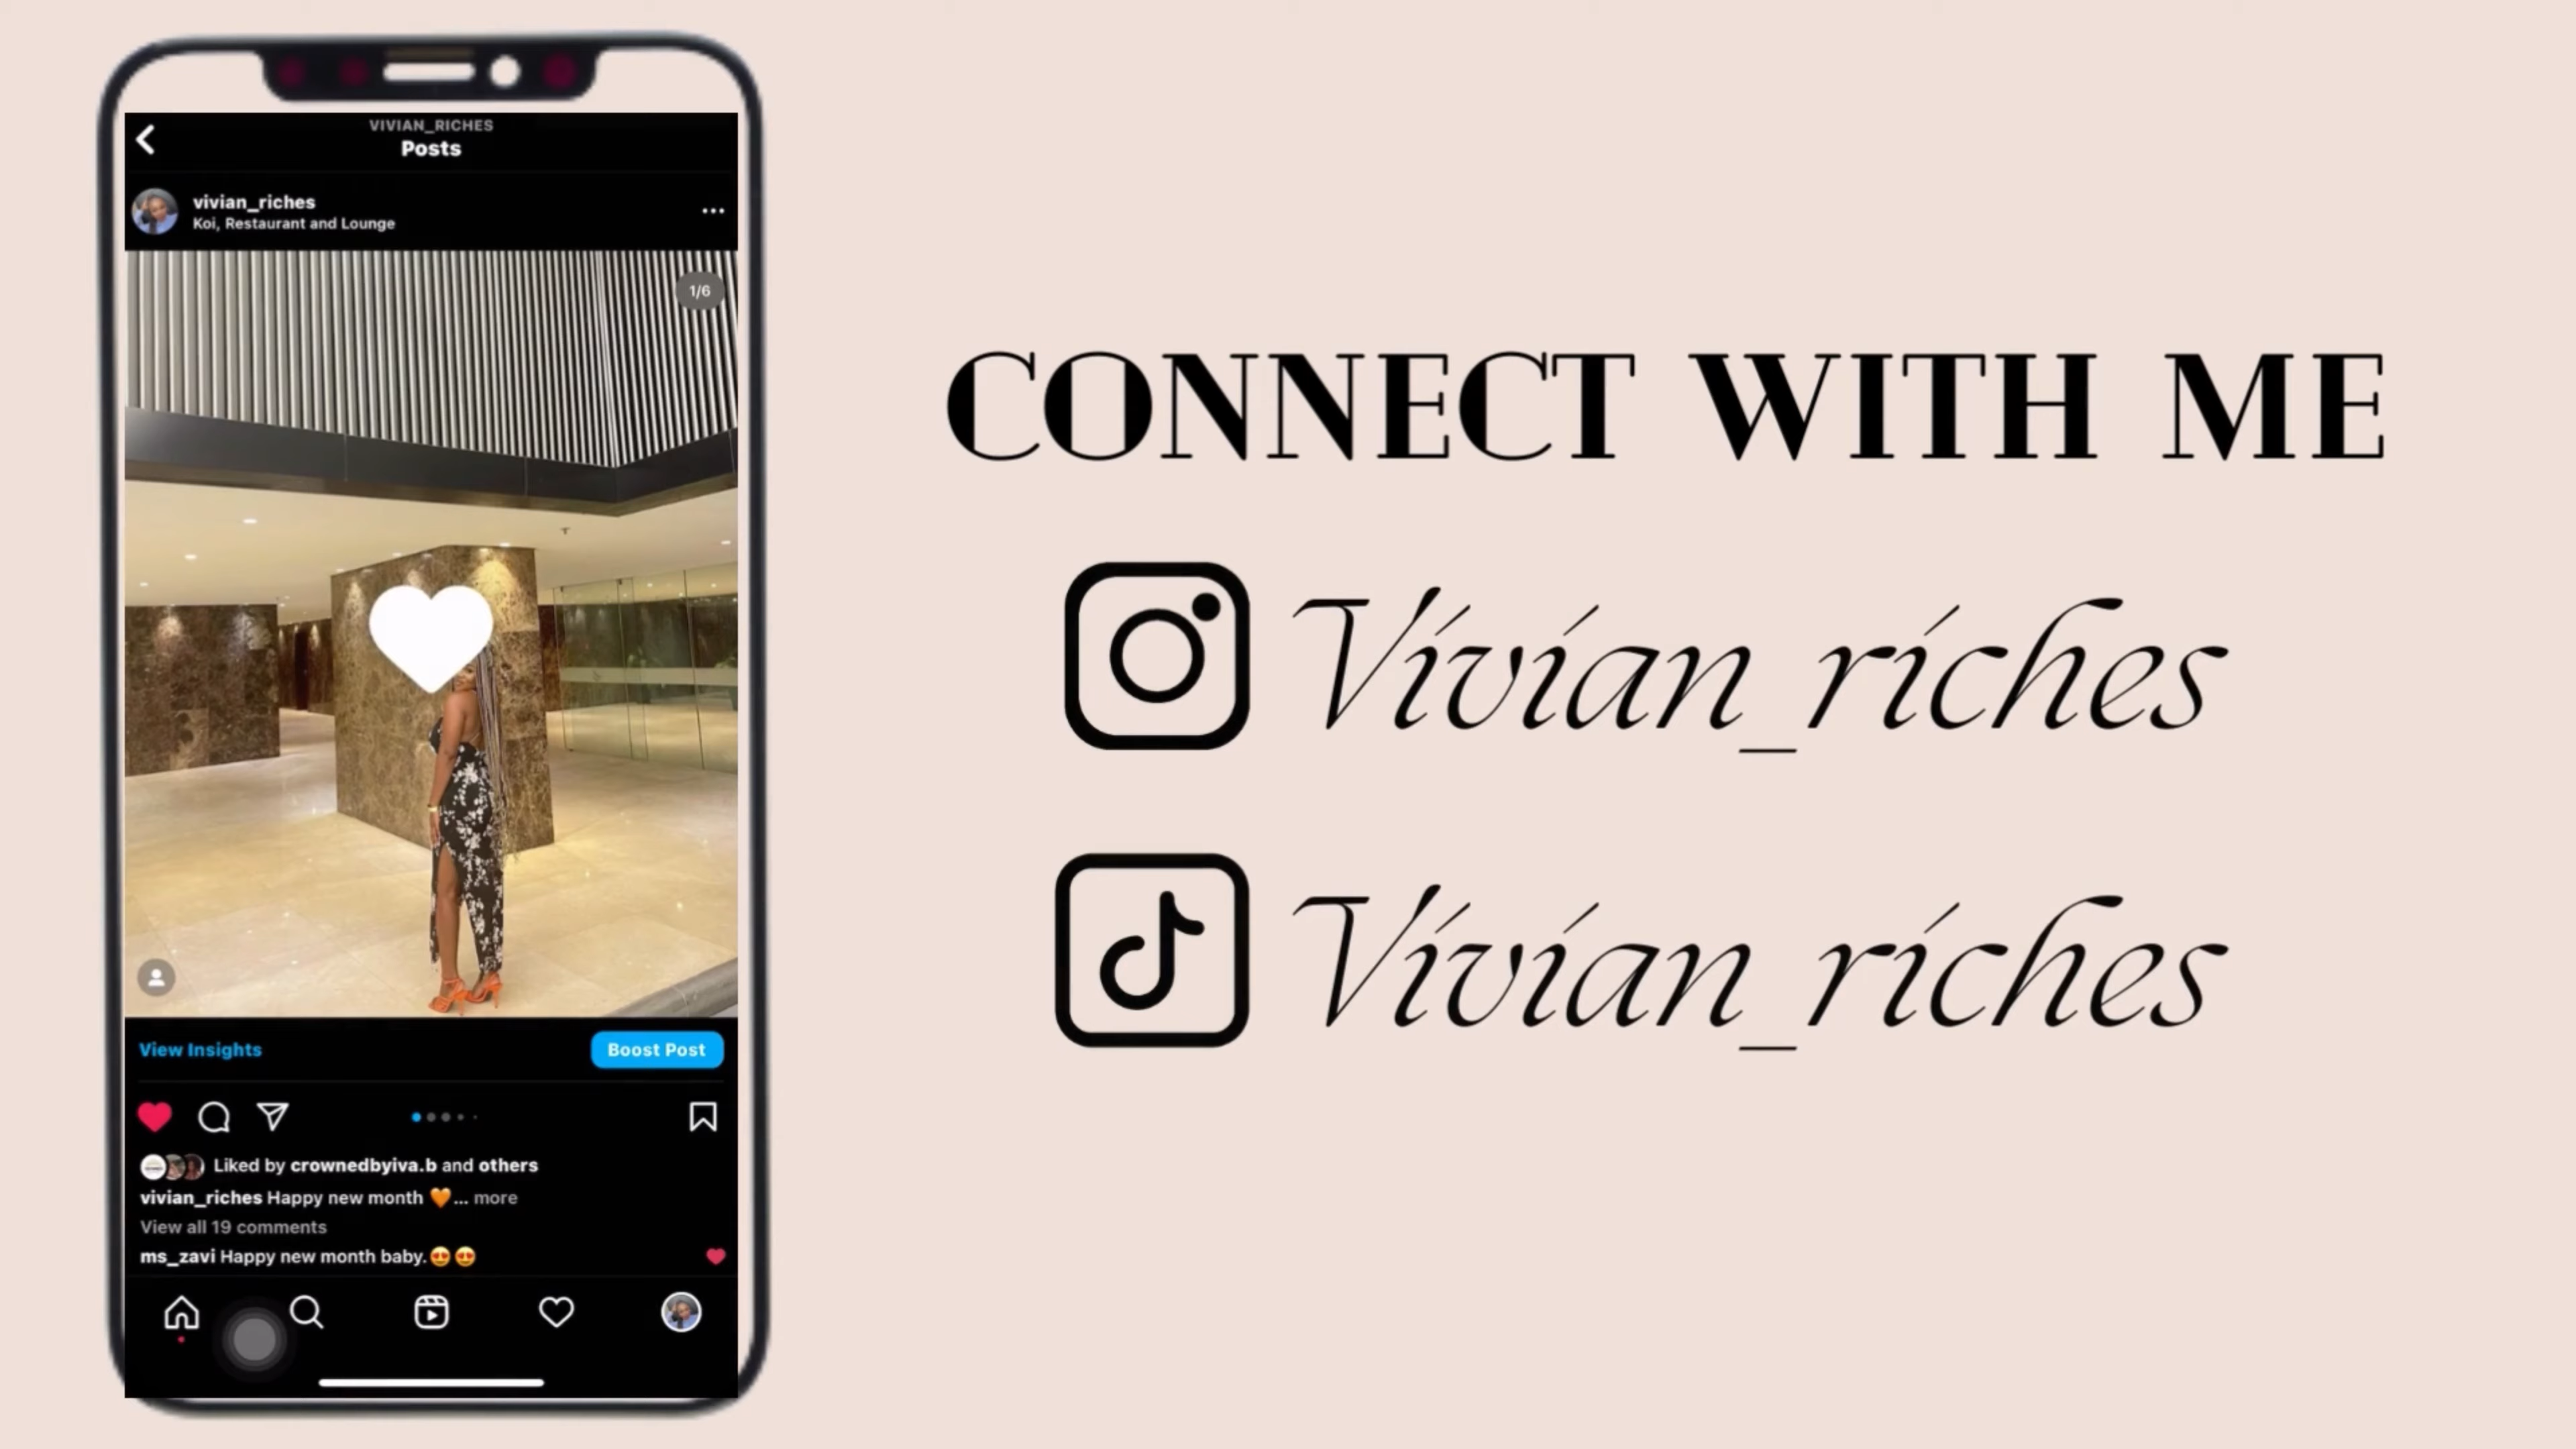 VIVIAN_RICHES
Posts
vivian_riches
Koi, Restaurant and Lounge
1/6
View Insights
Boost Post
Liked by crownedbyiva.b and others
vivian_riches Happy new month 🧡... more
View all 19 comments
ms_zavi Happy new month baby.😍😍
CONNECT WITH ME
Vivian_riches
Vivian_riches